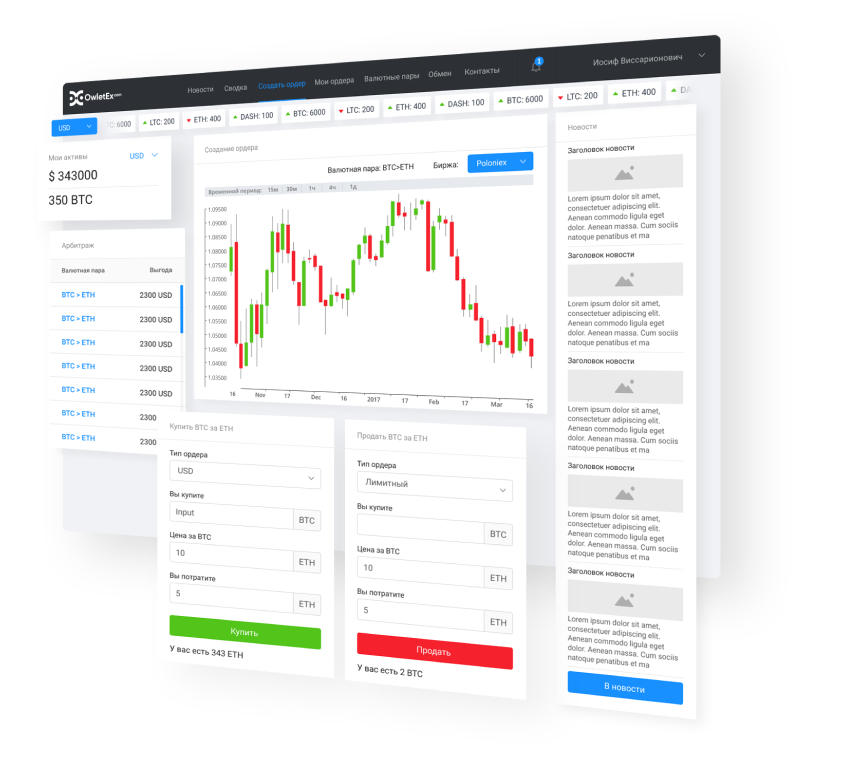 OwletEx.com
Новости Сводка Создать ордер Мои ордера Валютные пары Обмен Контакты
1
Иосиф Виссарионович
USD
C: 6000 LTC: 200 ETH: 400 DASH: 100 BTC: 6000 LTC: 200 ETH: 400 DASH: 100 BTC: 6000 LTC: 200 ETH: 400 DA
Мои активы USD
$ 343000
350 BTC
Арбитраж
Валютная пара Выгода
BTC > ETH 2300 USD
BTC > ETH 2300 USD
BTC > ETH 2300 USD
BTC > ETH 2300 USD
BTC > ETH 2300 USD
BTC > ETH 2300
BTC > ETH 2300
Создание ордера
Валютная пара: BTC>ETH Биржа: Poloniex
Временной период: 15м 30м 1ч 4ч 1д
1.09500
1.09000
1.08500
1.08000
1.07500
1.07000
1.06500
1.06000
1.05500
1.05000
1.04500
1.04000
1.03500
16 Nov 17 Dec 16 2017 17 Feb 17 Mar 16
Купить BTC за ETH
Тип ордера
USD
Вы купите
Input BTC
Цена за BTC
10 ETH
Вы потратите
5 ETH
Купить
У вас есть 343 ETH
Продать BTC за ETH
Тип ордера
Лимитный
Вы купите
BTC
Цена за BTC
10 ETH
Вы потратите
5 ETH
Продать
У вас есть 2 BTC
Новости
Заголовок новости
Lorem ipsum dolor sit amet,
consectetuer adipiscing elit.
Aenean commodo ligula eget
dolor. Aenean massa. Cum sociis
natoque penatibus et ma
Заголовок новости
Lorem ipsum dolor sit amet,
consectetuer adipiscing elit.
Aenean commodo ligula eget
dolor. Aenean massa. Cum sociis
natoque penatibus et ma
Заголовок новости
Lorem ipsum dolor sit amet,
consectetuer adipiscing elit.
Aenean commodo ligula eget
dolor. Aenean massa. Cum sociis
natoque penatibus et ma
Заголовок новости
Lorem ipsum dolor sit amet,
consectetuer adipiscing elit.
Aenean commodo ligula eget
dolor. Aenean massa. Cum sociis
natoque penatibus et ma
Заголовок новости
Lorem ipsum dolor sit amet,
consectetuer adipiscing elit.
Aenean commodo ligula eget
dolor. Aenean massa. Cum sociis
natoque penatibus et ma
В новости